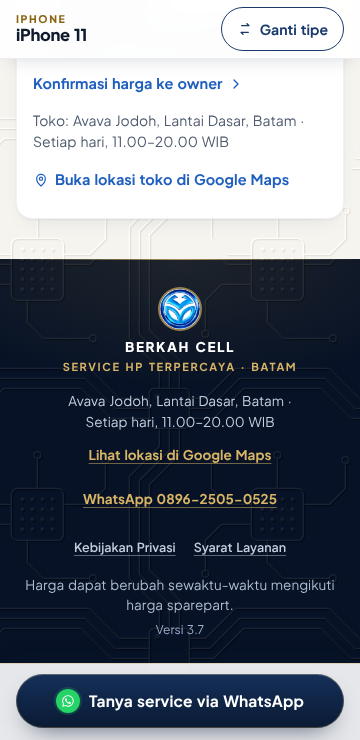 IPHONE
iPhone 11
Ganti tipe
Konfirmasi harga ke owner
Toko: Avava Jodoh, Lantai Dasar, Batam ·
Setiap hari, 11.00–20.00 WIB
Buka lokasi toko di Google Maps
BERKAH CELL
SERVICE HP TERPERCAYA · BATAM
Avava Jodoh, Lantai Dasar, Batam ·
Setiap hari, 11.00–20.00 WIB
Lihat lokasi di Google Maps
WhatsApp 0896-2505-0525
Kebijakan Privasi Syarat Layanan
Harga dapat berubah sewaktu-waktu mengikuti
harga sparepart.
Versi 3.7
Tanya service via WhatsApp